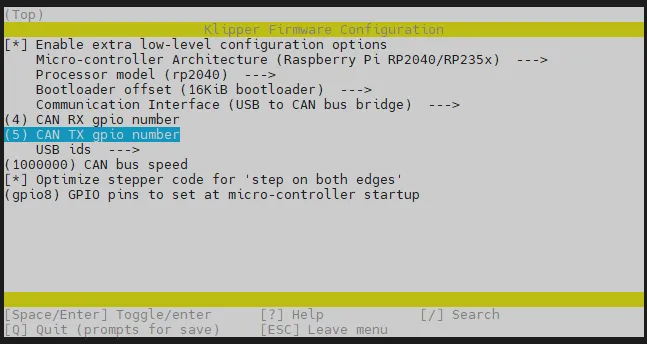 (Top)
Klipper Firmware Configuration
[*] Enable extra low-level configuration options
Micro-controller Architecture (Raspberry Pi RP2040/RP235x)  --->
Processor model (rp2040)  --->
Bootloader offset (16KiB bootloader)  --->
Communication Interface (USB to CAN bus bridge)  --->
(4) CAN RX gpio number
(5) CAN TX gpio number
USB ids  --->
(1000000) CAN bus speed
[*] Optimize stepper code for 'step on both edges'
(gpio8) GPIO pins to set at micro-controller startup
[Space/Enter] Toggle/enter [?] Help [/] Search
[Q] Quit (prompts for save) [ESC] Leave menu